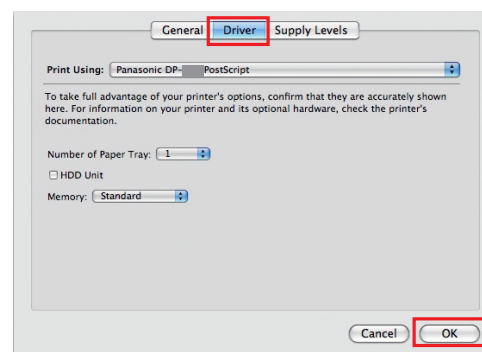 General Driver Supply Levels
Print Using: Panasonic DP- PostScript
To take full advantage of your printer's options, confirm that they are accurately shown
here. For information on your printer and its optional hardware, check the printer's
documentation.
Number of Paper Tray: 1
HDD Unit
Memory: Standard
Cancel OK